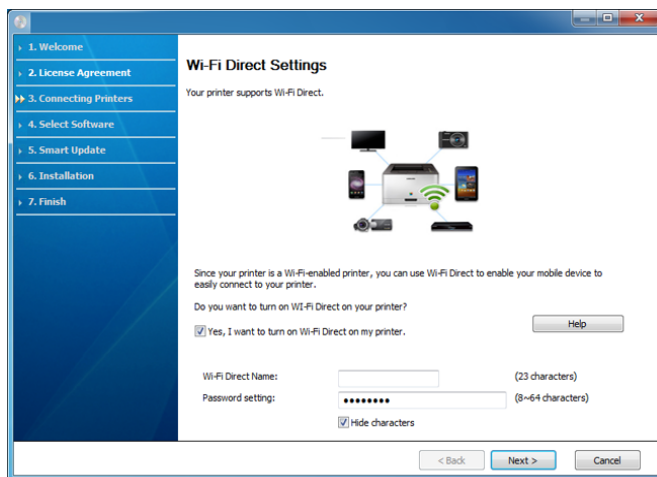 1. Welcome
2. License Agreement
3. Connecting Printers
4. Select Software
5. Smart Update
6. Installation
7. Finish
Wi-Fi Direct Settings
Your printer supports Wi-Fi Direct.
Since your printer is a Wi-Fi-enabled printer, you can use Wi-Fi Direct to enable your mobile device to
easily connect to your printer.
Do you want to turn on WI-Fi Direct on your printer?
Yes, I want to turn on Wi-Fi Direct on my printer.
Help
Wi-Fi Direct Name: (23 characters)
Password setting: ●●●●●●●● (8~64 characters)
Hide characters
< Back Next > Cancel